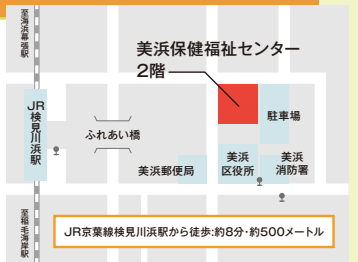 至海浜幕張駅
美浜保健福祉センター
2階
JR検見川浜駅
ふれあい橋
駐車場
美浜郵便局
美浜
区役所
美浜
消防署
至稲毛海岸駅
JR京葉線検見川浜駅から徒歩:約8分・約500メートル